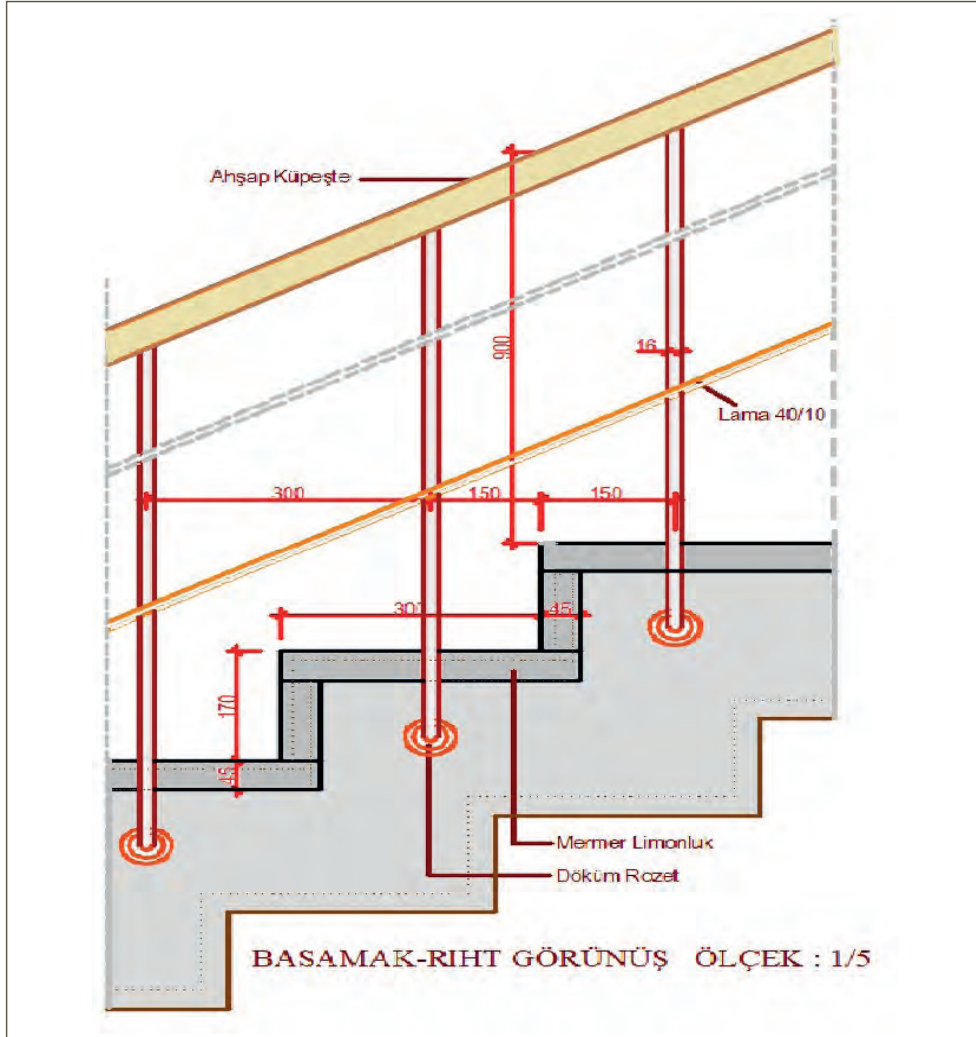 Ahşap Küpeşte
900
16
Lama 40/10
300
150
150
300
45
170
45
Mermer Limonluk
Döküm Rozet
BASAMAK-RIHT GÖRÜNÜŞ ÖLÇEK : 1/5